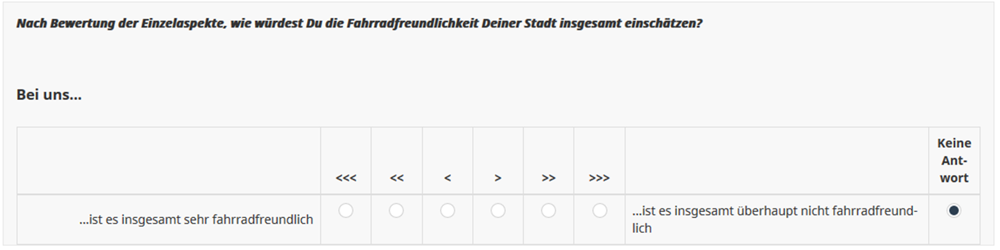 Nach Bewertung der Einzelaspekte, wie würdest Du die Fahrradfreundlichkeit Deiner Stadt insgesamt einschätzen?
Bei uns...
<<< << < > >> >>> Keine
Ant-
wort
...ist es insgesamt sehr fahrradfreundlich
...ist es insgesamt überhaupt nicht fahrradfreund-
lich